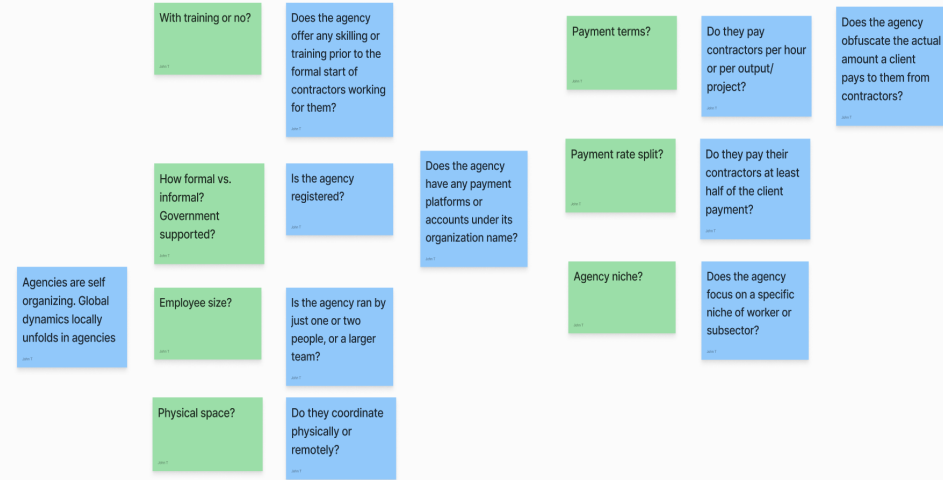 With training or no?
Does the agency
offer any skilling or
training prior to the
formal start of
contractors working
for them?
How formal vs.
informal?
Government
supported?
Is the agency
registered?
Does the agency
have any payment
platforms or
accounts under its
organization name?
Agencies are self
organizing. Global
dynamics locally
unfolds in agencies
Employee size?
Is the agency ran by
just one or two
people, or a larger
team?
Physical space?
Do they coordinate
physically or
remotely?
Payment terms?
Do they pay
contractors per hour
or per output/
project?
Does the agency
obfuscate the actual
amount a client
pays to them from
contractors?
Payment rate split?
Do they pay their
contractors at least
half of the client
payment?
Agency niche?
Does the agency
focus on a specific
niche of worker or
subsector?